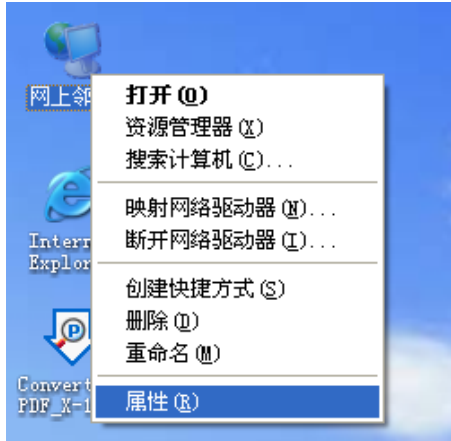 网上邻
打开(O)
资源管理器(X)
搜索计算机(C)...
映射网络驱动器(N)...
断开网络驱动器(I)...
创建快捷方式(S)
删除(D)
重命名(M)
属性(R)
Intern
Explor
P
Convert
PDF_X-1